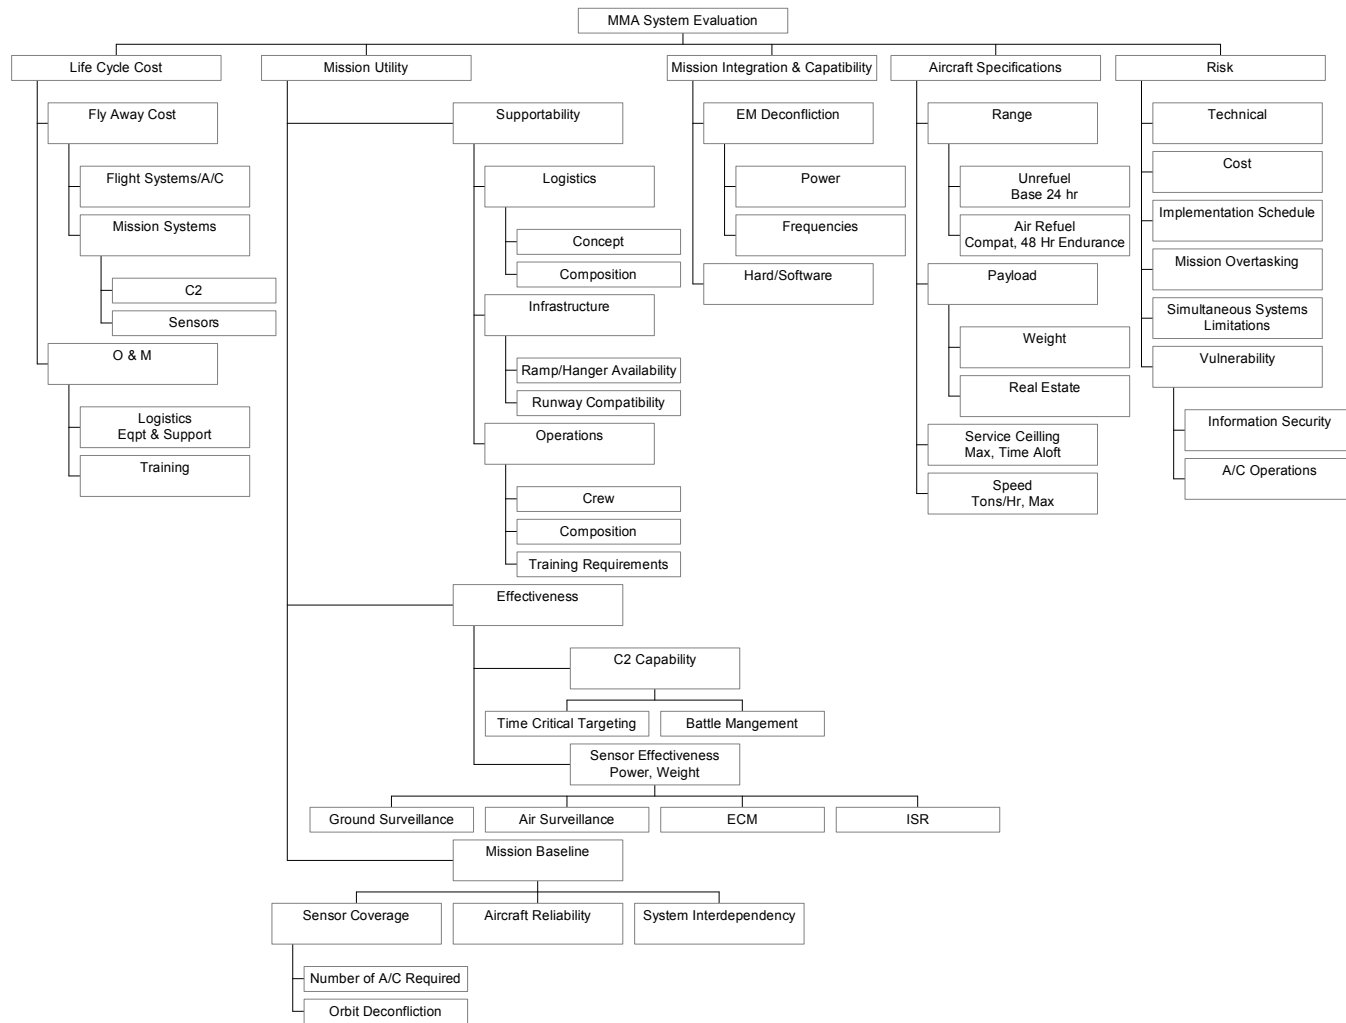 MMA System Evaluation
Life Cycle Cost
Fly Away Cost
Flight Systems/A/C
Mission Systems
C2
Sensors
O & M
Logistics
Eqpt & Support
Training
Mission Utility
Supportability
Logistics
Concept
Composition
Infrastructure
Ramp/Hanger Availability
Runway Compatibility
Operations
Crew
Composition
Training Requirements
Effectiveness
C2 Capability
Time Critical Targeting
Battle Mangement
Sensor Effectiveness
Power, Weight
Ground Surveillance
Air Surveillance
ECM
ISR
Mission Baseline
Sensor Coverage
Number of A/C Required
Orbit Deconfliction
Aircraft Reliability
System Interdependency
Mission Integration & Capatibility
EM Deconfliction
Power
Frequencies
Hard/Software
Aircraft Specifications
Range
Unrefuel
Base 24 hr
Air Refuel
Compat, 48 Hr Endurance
Payload
Weight
Real Estate
Service Ceilling
Max, Time Aloft
Speed
Tons/Hr, Max
Risk
Technical
Cost
Implementation Schedule
Mission Overtasking
Simultaneous Systems
Limitations
Vulnerability
Information Security
A/C Operations